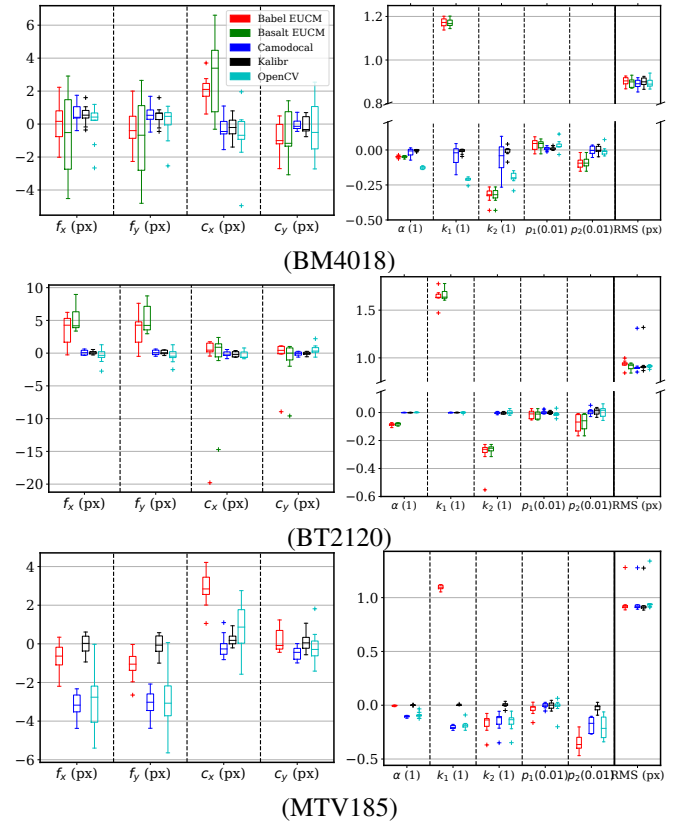 6
4
2
0
−2
−4
Babel EUCM
Basalt EUCM
Camodocal
Kalibr
OpenCV
f_x (px) f_y (px) c_x (px) c_y (px)
1.2
1.0
0.8
0.00
−0.25
−0.50
α (1) k_1 (1) k_2 (1) p_1(0.01) p_2(0.01) RMS (px)
(BM4018)
10
5
0
−5
−10
−15
−20
f_x (px) f_y (px) c_x (px) c_y (px)
1.5
1.0
0.0
−0.2
−0.4
−0.6
α (1) k_1 (1) k_2 (1) p_1(0.01) p_2(0.01) RMS (px)
(BT2120)
4
2
0
−2
−4
−6
f_x (px) f_y (px) c_x (px) c_y (px)
1.0
0.5
0.0
−0.5
α (1) k_1 (1) k_2 (1) p_1(0.01) p_2(0.01) RMS (px)
(MTV185)